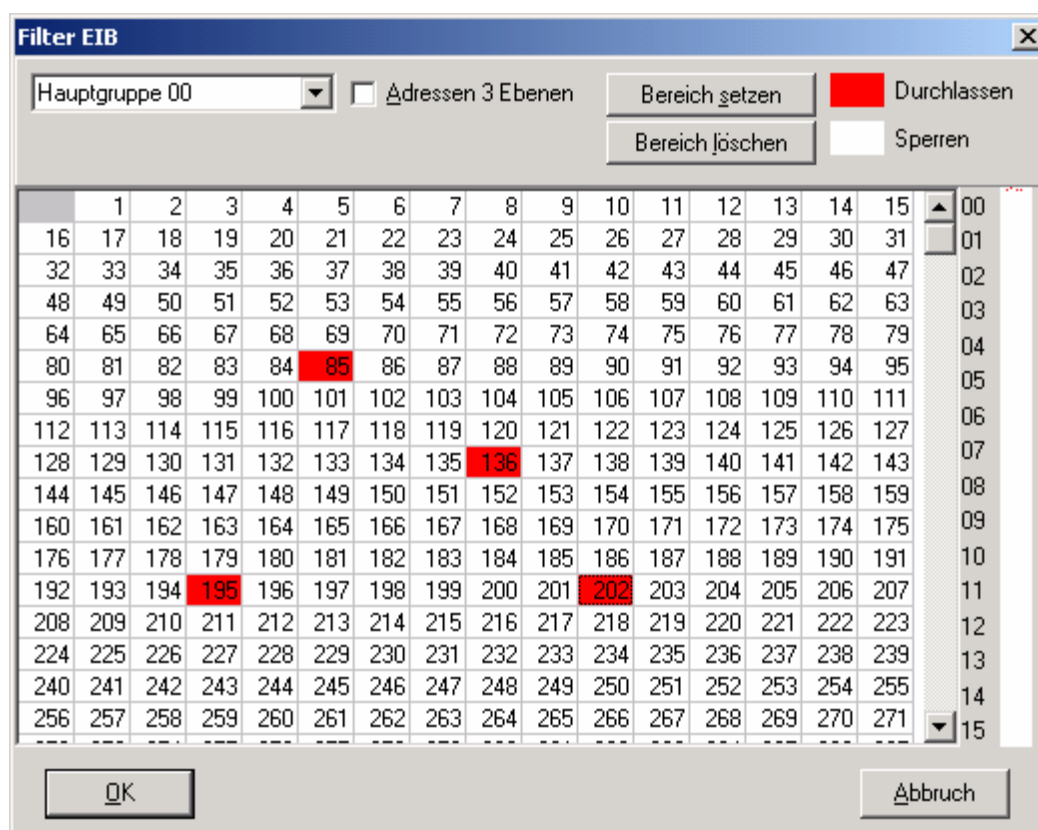 Filter EIB
Hauptgruppe 00
Adressen 3 Ebenen
Bereich setzen
Durchlassen
Bereich löschen
Sperren
1 2 3 4 5 6 7 8 9 10 11 12 13 14 15 00
16 17 18 19 20 21 22 23 24 25 26 27 28 29 30 31 01
32 33 34 35 36 37 38 39 40 41 42 43 44 45 46 47 02
48 49 50 51 52 53 54 55 56 57 58 59 60 61 62 63 03
64 65 66 67 68 69 70 71 72 73 74 75 76 77 78 79 04
80 81 82 83 84 85 86 87 88 89 90 91 92 93 94 95 05
96 97 98 99 100 101 102 103 104 105 106 107 108 109 110 111 06
112 113 114 115 116 117 118 119 120 121 122 123 124 125 126 127 07
128 129 130 131 132 133 134 135 136 137 138 139 140 141 142 143 08
144 145 146 147 148 149 150 151 152 153 154 155 156 157 158 159 09
160 161 162 163 164 165 166 167 168 169 170 171 172 173 174 175 10
176 177 178 179 180 181 182 183 184 185 186 187 188 189 190 191 11
192 193 194 195 196 197 198 199 200 201 202 203 204 205 206 207 12
208 209 210 211 212 213 214 215 216 217 218 219 220 221 222 223 13
224 225 226 227 228 229 230 231 232 233 234 235 236 237 238 239 14
240 241 242 243 244 245 246 247 248 249 250 251 252 253 254 255 15
256 257 258 259 260 261 262 263 264 265 266 267 268 269 270 271
OK
Abbruch